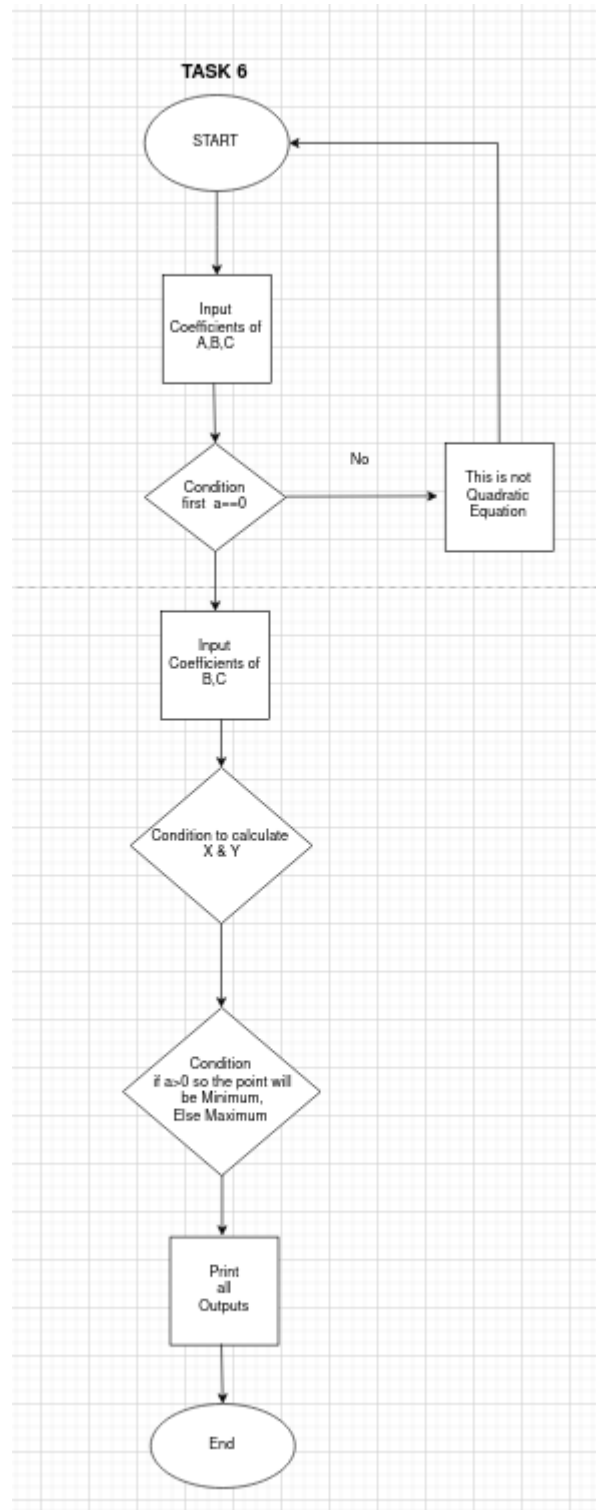 TASK 6
START
Input
Coefficients of
A,B,C
Condition
first a==0
No
This is not
Quadratic
Equation
Input
Coefficients of
B,C
Condition to calculate
X & Y
Condition
if a>0 so the point will
be Minimum,
Else Maximum
Print
all
Outputs
End